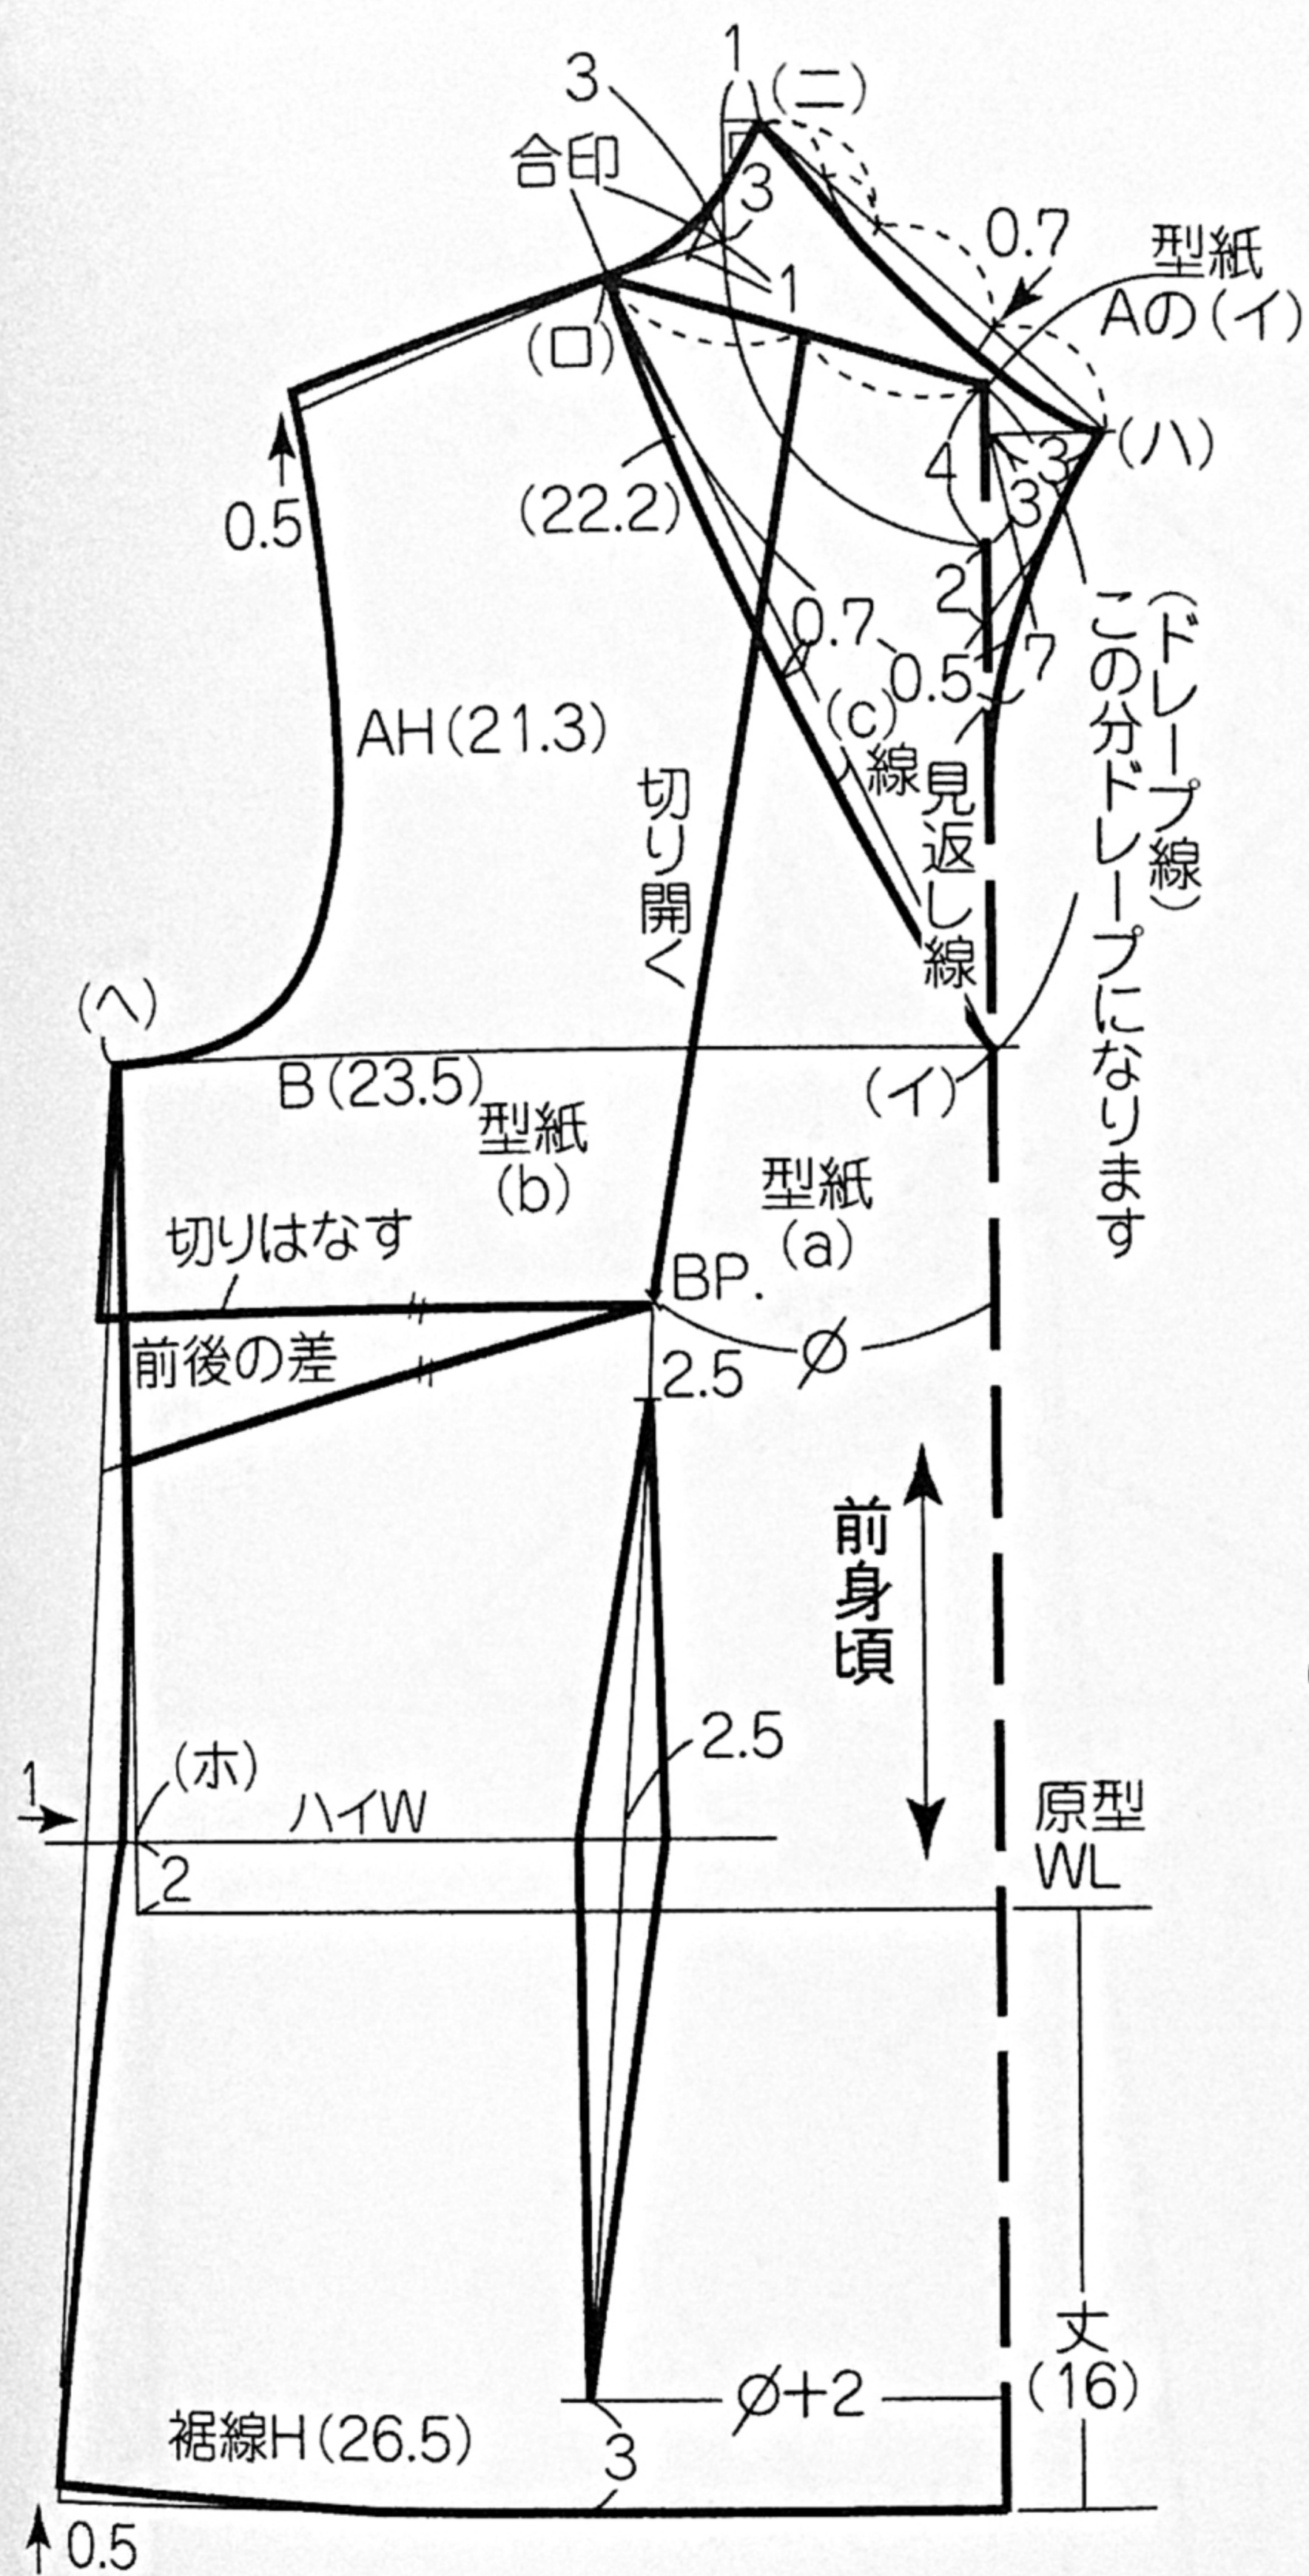 1
(ニ)
3
合印
3
0.7
型紙
Aの(イ)
1
(ロ)
(ハ)
4
3
3
0.5
(22.2)
2
0.7
0.5
7
(c)
線
AH(21.3)
見返し線
(ドレープ線)
この分ドレープになります
切り開く
(ヘ)
B(23.5)
(イ)
型紙
(b)
型紙
(a)
切りはなす
BP.
前後の差
2.5
Ø
前身頃
2.5
(ホ)
1
ハイW
原型
WL
2
丈
(16)
Ø+2
裾線H(26.5)
3
0.5